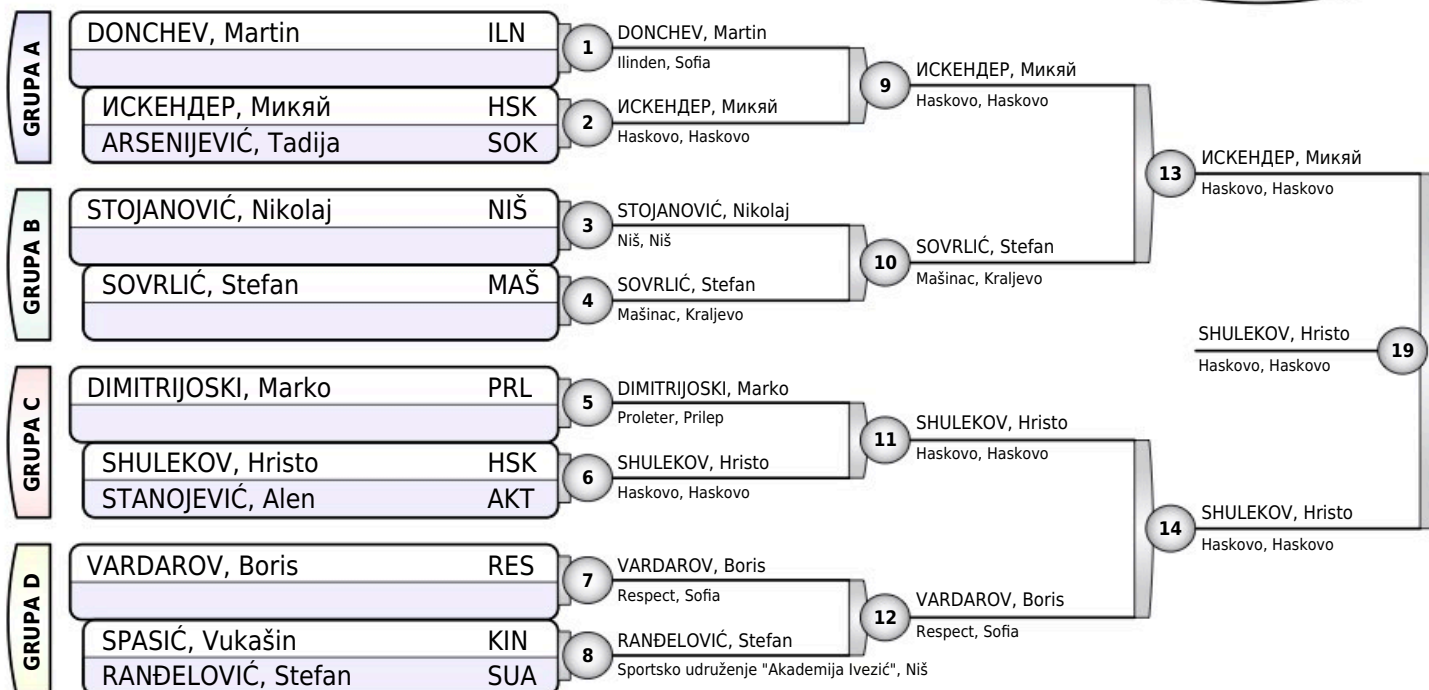 GRUPA A
DONCHEV, Martin ILN
ИСКЕНДЕР, Микяй HSK
ARSENIJEVIĆ, Tadija SOK
GRUPA B
STOJANOVIĆ, Nikolaj NIŠ
SOVRLIĆ, Stefan MAŠ
GRUPA C
DIMITRIJOSKI, Marko PRL
SHULEKOV, Hristo HSK
STANOJEVIĆ, Alen AKT
GRUPA D
VARDAROV, Boris RES
SPASIĆ, Vukašin KIN
RANĐELOVIĆ, Stefan SUA
1
DONCHEV, Martin
Ilinden, Sofia
2
ИСКЕНДЕР, Микяй
Haskovo, Haskovo
3
STOJANOVIĆ, Nikolaj
Niš, Niš
4
SOVRLIĆ, Stefan
Mašinac, Kraljevo
5
DIMITRIJOSKI, Marko
Proleter, Prilep
6
SHULEKOV, Hristo
Haskovo, Haskovo
7
VARDAROV, Boris
Respect, Sofia
8
RANĐELOVIĆ, Stefan
Sportsko udruženje "Akademija Ivezić", Niš
9
ИСКЕНДЕР, Микяй
Haskovo, Haskovo
10
SOVRLIĆ, Stefan
Mašinac, Kraljevo
11
SHULEKOV, Hristo
Haskovo, Haskovo
12
VARDAROV, Boris
Respect, Sofia
13
ИСКЕНДЕР, Микяй
Haskovo, Haskovo
14
SHULEKOV, Hristo
Haskovo, Haskovo
SHULEKOV, Hristo
Haskovo, Haskovo
19